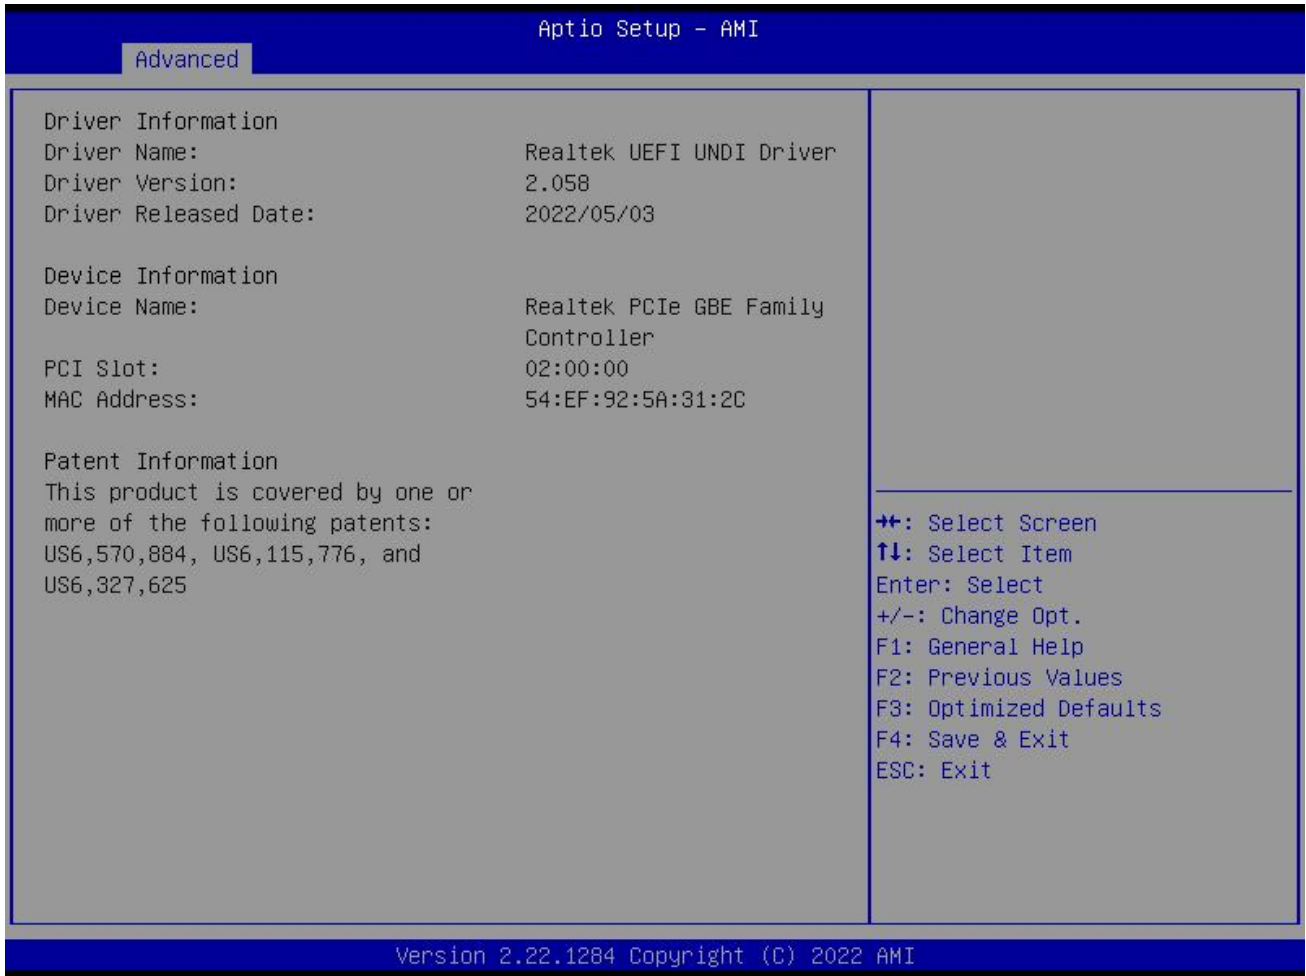 Aptio Setup - AMI
Advanced
Driver Information
Driver Name: Realtek UEFI UNDI Driver
Driver Version: 2.058
Driver Released Date: 2022/05/03
Device Information
Device Name: Realtek PCIe GBE Family
Controller
PCI Slot: 02:00:00
MAC Address: 54:EF:92:5A:31:2C
Patent Information
This product is covered by one or
more of the following patents:
US6,570,884, US6,115,776, and
US6,327,625
→←: Select Screen
↑↓: Select Item
Enter: Select
+/-: Change Opt.
F1: General Help
F2: Previous Values
F3: Optimized Defaults
F4: Save & Exit
ESC: Exit
Version 2.22.1284 Copyright (C) 2022 AMI